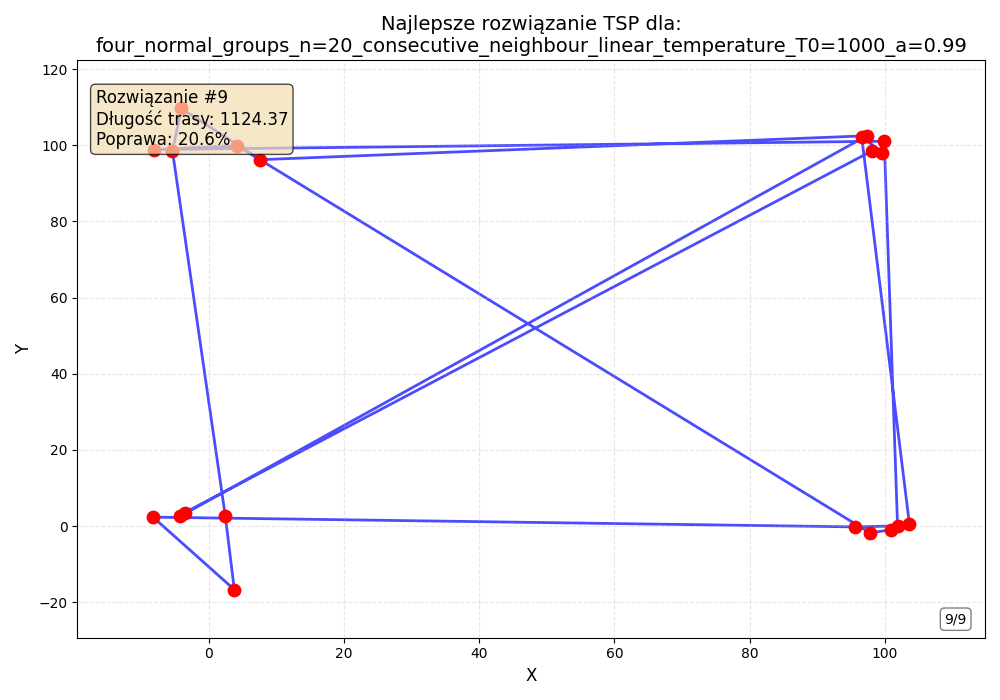 Najlepsze rozwiązanie TSP dla:
four_normal_groups_n=20_consecutive_neighbour_linear_temperature_T0=1000_a=0.99
Rozwiązanie #9
Długość trasy: 1124.37
Poprawa: 20.6%
120
100
80
60
40
20
0
−20
Y
0
20
40
60
80
100
X
9/9